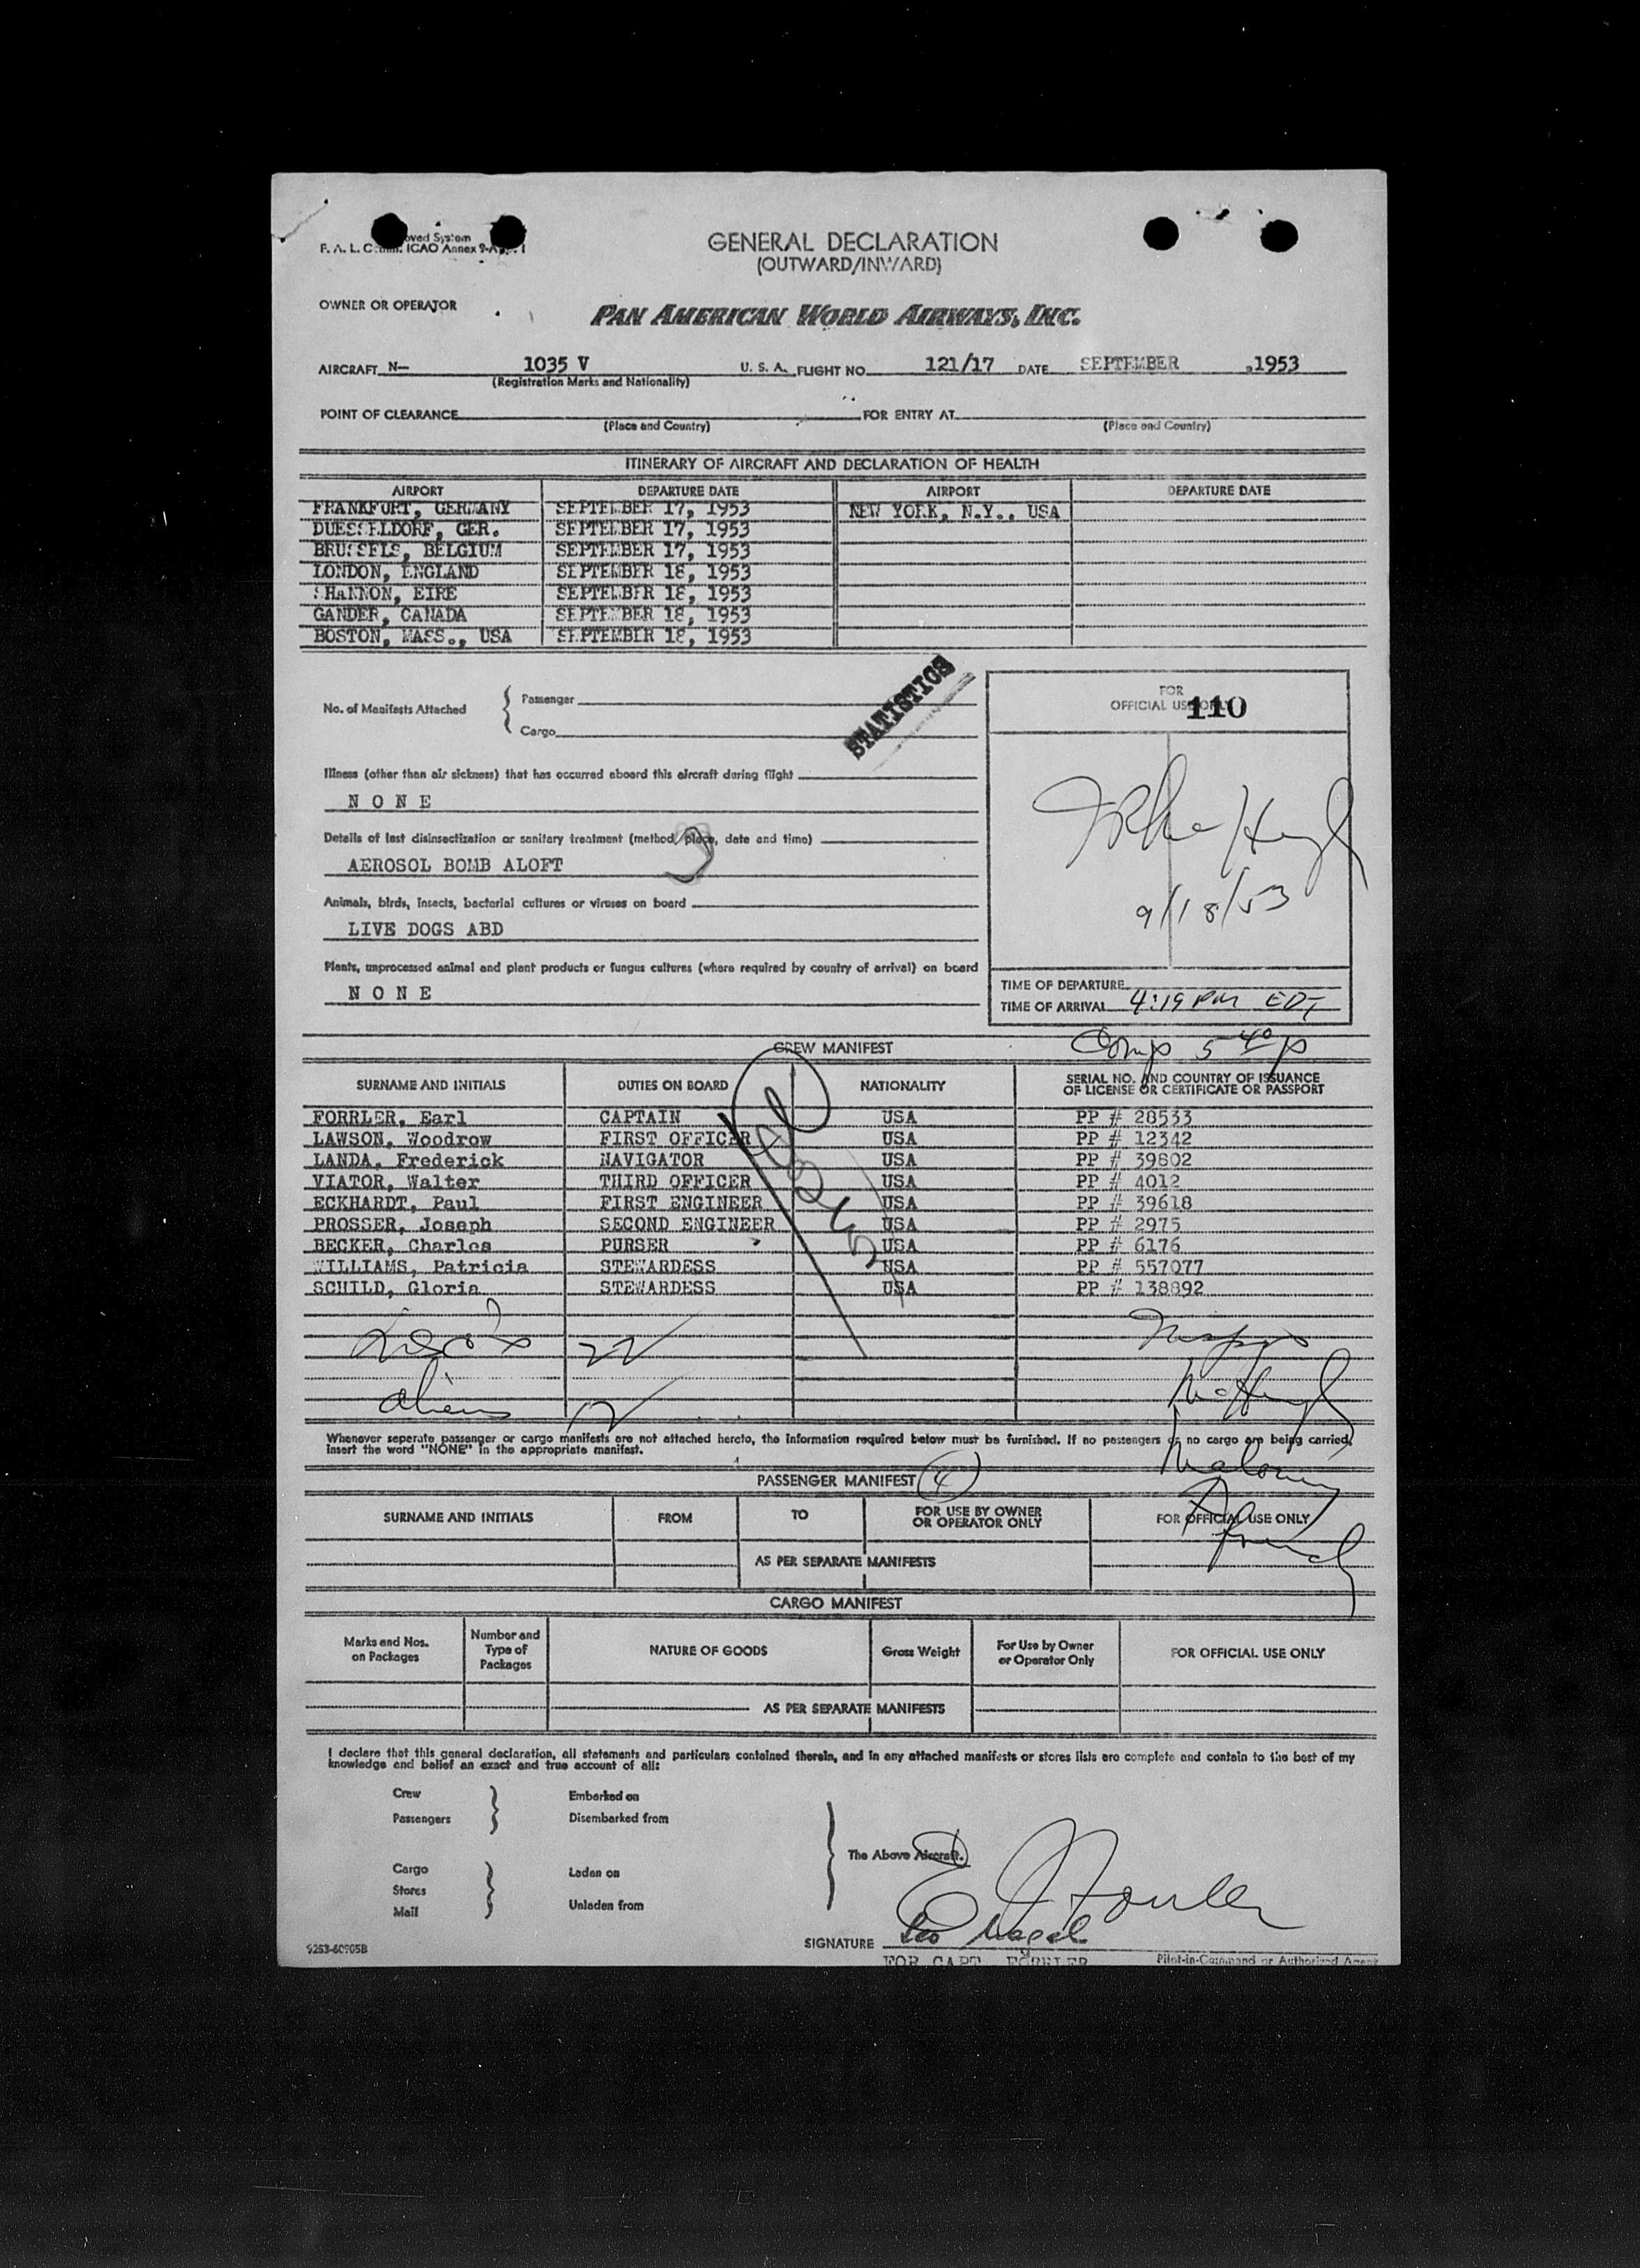 GENERAL DECLARATION
(OUTWARD/INWARD)
oved System
F. A. L. C ICAO Annex 9
OWNER OR OPERATOR
PAN AMERICAN WORLD AIRWAYS, INC.
AIRCRAFT N— 1035 V U. S. A. FLIGHT NO. 121/17 DATE SEPTEMBER ,1953
(Registration Marks and Nationality)
POINT OF CLEARANCE FOR ENTRY AT
(Place and Country) (Place and Country)
ITINERARY OF AIRCRAFT AND DECLARATION OF HEALTH
AIRPORT DEPARTURE DATE AIRPORT DEPARTURE DATE
FRANKFURT, GERMANY SEPTEMBER 17, 1953 NEW YORK, N.Y., USA
DUESSELDORF, GER. SEPTEMBER 17, 1953
BRUSSELS, BELGIUM SEPTEMBER 17, 1953
LONDON, ENGLAND SEPTEMBER 18, 1953
SHANNON, EIRE SEPTEMBER 18, 1953
GANDER, CANADA SEPTEMBER 18, 1953
BOSTON, MASS., USA SEPTEMBER 18, 1953
STATISTICS
No. of Manifests Attached
Passenger
Cargo
FOR
OFFICIAL USE ONLY 110
Illness (other than air sickness) that has occurred aboard this aircraft during flight
N O N E
Details of last disinsectization or sanitary treatment (method, place, date and time)
AEROSOL BOMB ALOFT
9/18/53
Animals, birds, insects, bacterial cultures or viruses on board
LIVE DOGS ABD
Plants, unprocessed animal and plant products or fungus cultures (where required by country of arrival) on board
N O N E
TIME OF DEPARTURE
TIME OF ARRIVAL 4:19 PM EDT
Comp 5 40 p
CREW MANIFEST
SURNAME AND INITIALS DUTIES ON BOARD NATIONALITY SERIAL NO. AND COUNTRY OF ISSUANCE
OF LICENSE OR CERTIFICATE OR PASSPORT
FORRLER, Earl CAPTAIN USA PP # 28533
LAWSON, Woodrow FIRST OFFICER USA PP # 12342
LANDA, Frederick NAVIGATOR USA PP # 39802
VIATOR, Walter THIRD OFFICER USA PP # 4012
ECKHARDT, Paul FIRST ENGINEER USA PP # 39618
PROSSER, Joseph SECOND ENGINEER USA PP # 2975
BECKER, Charles PURSER USA PP # 6176
WILLIAMS, Patricia STEWARDESS USA PP # 557077
SCHILD, Gloria STEWARDESS USA PP # 138892
22
aliens 12
Whenever seperate passenger or cargo manifests are not attached hereto, the information required below must be furnished. If no passengers or no cargo are being carried,
insert the word "NONE" in the appropriate manifest.
PASSENGER MANIFEST (4)
SURNAME AND INITIALS FROM TO FOR USE BY OWNER
OR OPERATOR ONLY FOR OFFICIAL USE ONLY
AS PER SEPARATE MANIFESTS
CARGO MANIFEST
Marks and Nos.
on Packages
Number and
Type of
Packages
NATURE OF GOODS
Gross Weight
For Use by Owner
or Operator Only
FOR OFFICIAL USE ONLY
AS PER SEPARATE MANIFESTS
I declare that this general declaration, all statements and particulars contained therein, and in any attached manifests or stores lists are complete and contain to the best of my
knowledge and belief an exact and true account of all:
Crew Embarked on
Passengers Disembarked from
The Above Aircraft.
Cargo Laden on
Stores
Mail Unladen from
SIGNATURE
9253-60905B
FOR CAPT FORRLER Pilot-in-Command or Authorized Agent